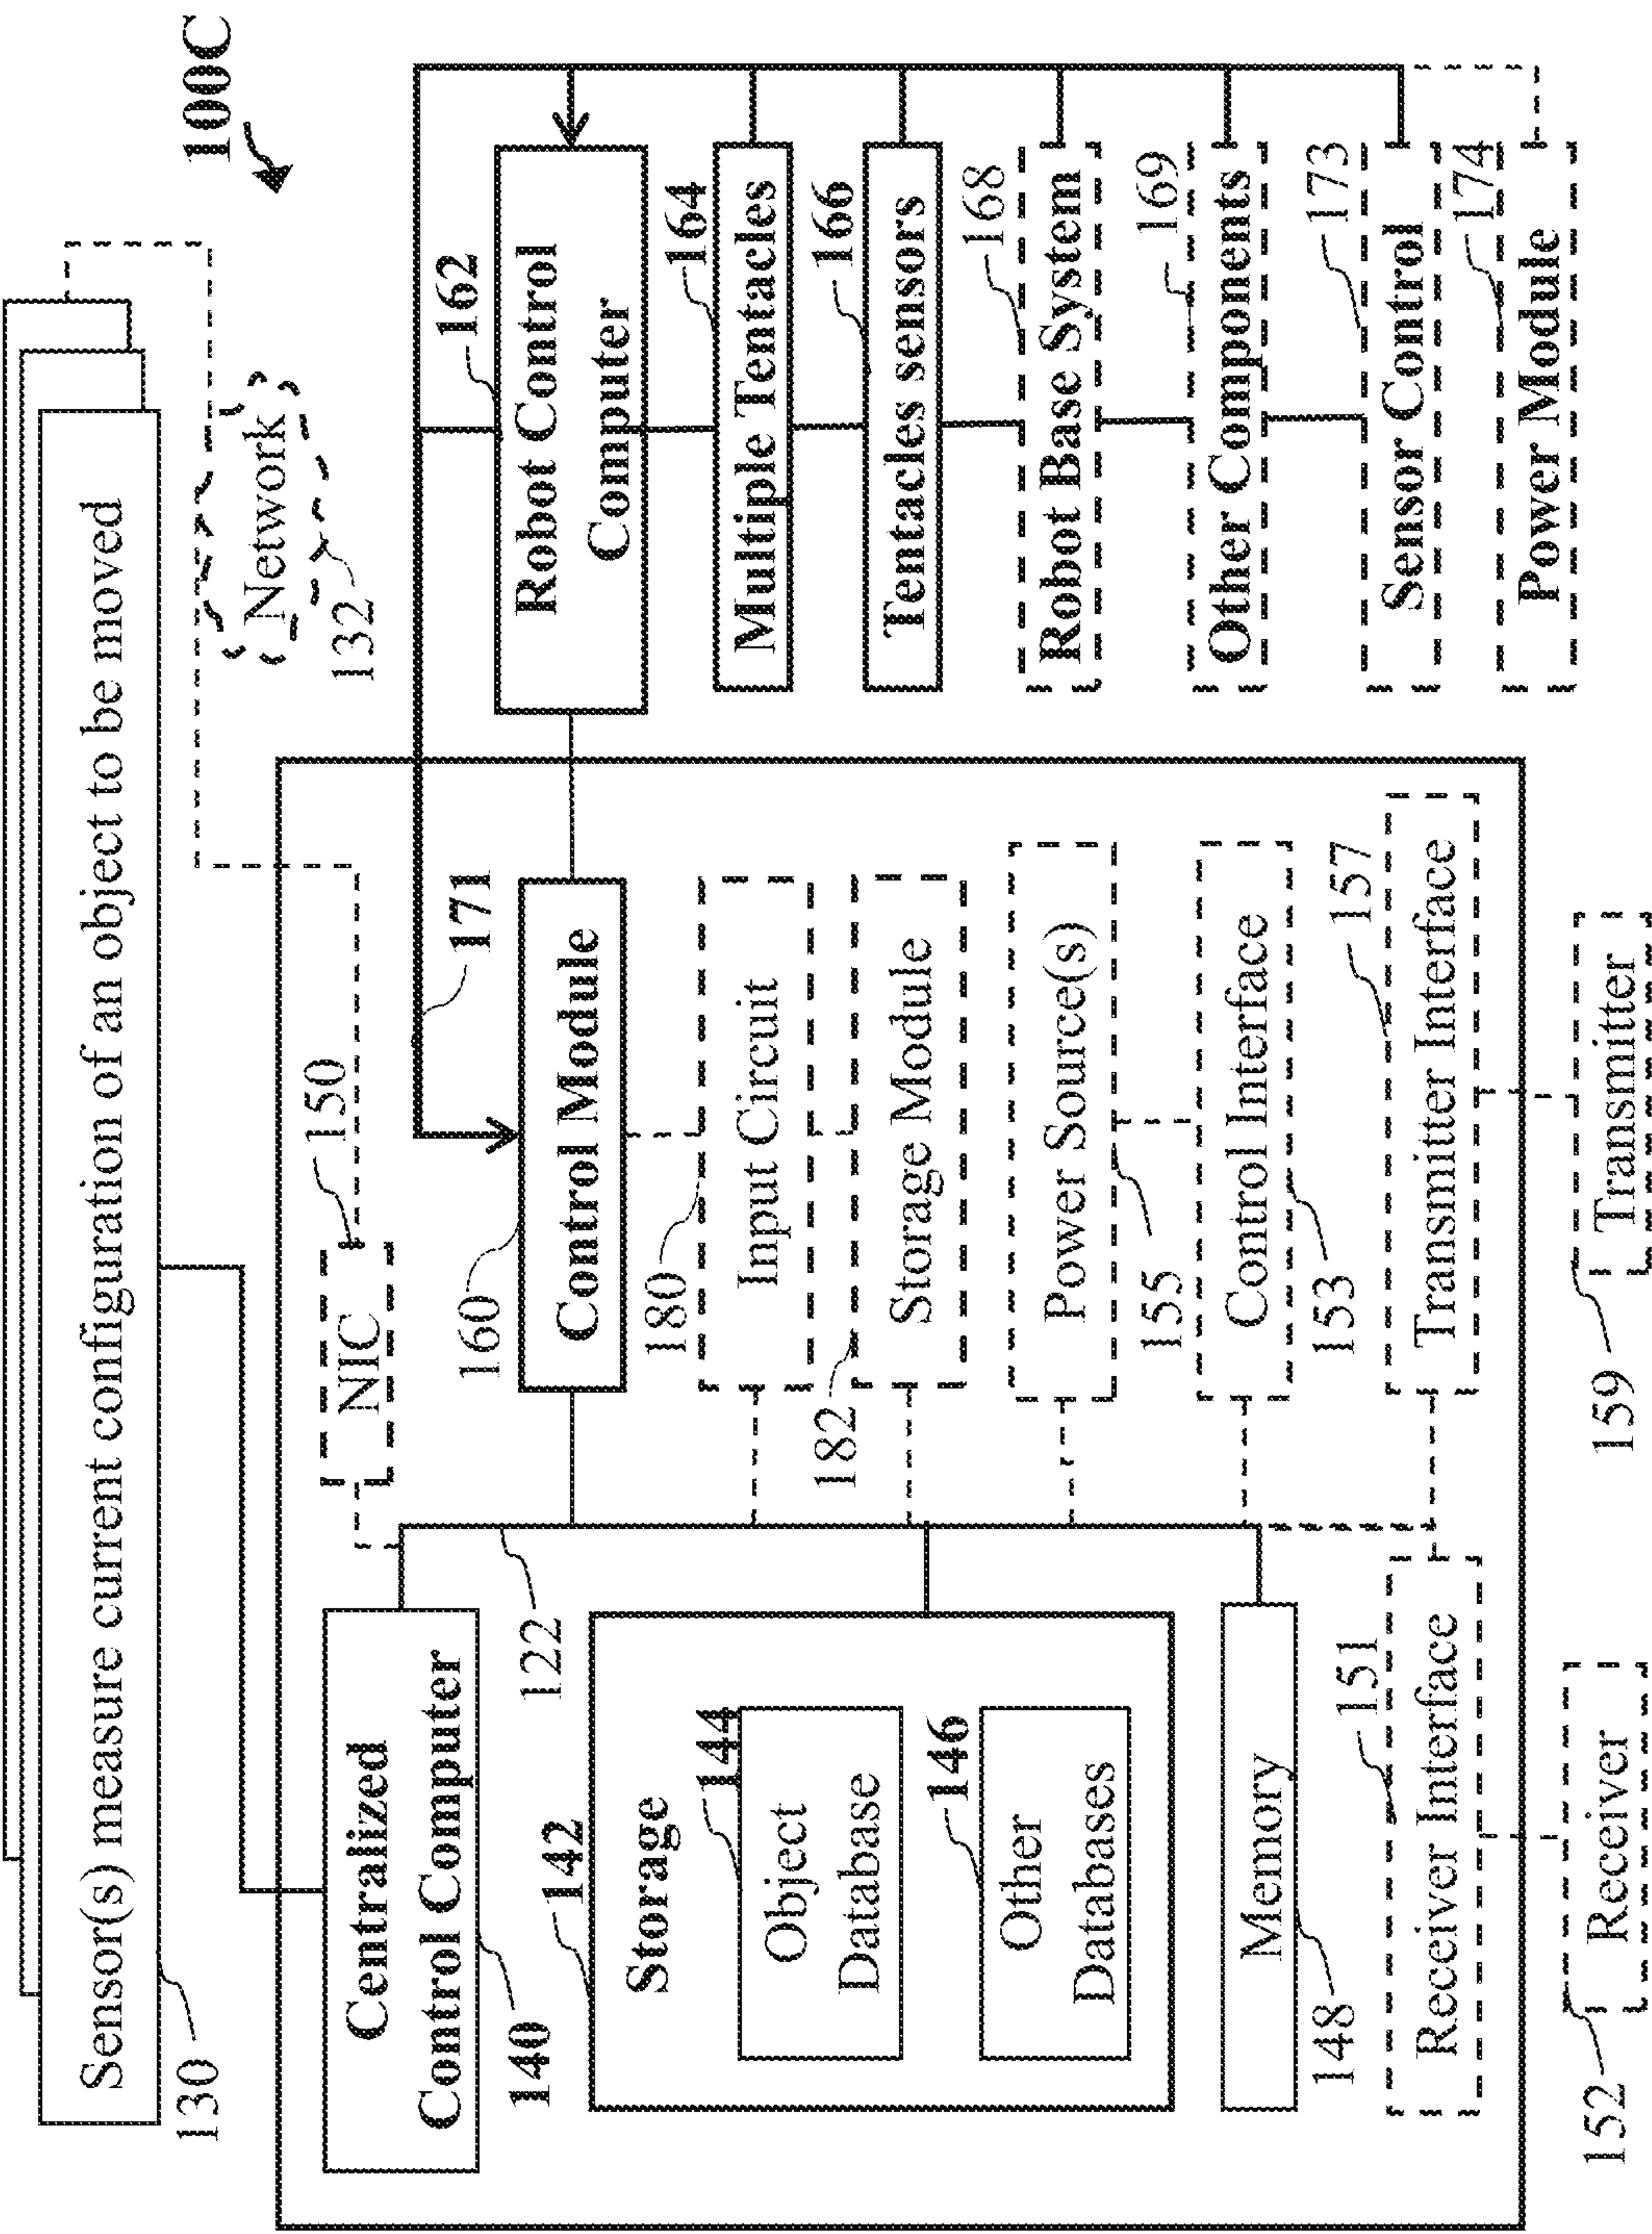 100C
Sensor(s) measure current configuration of an object to be moved
130
Network
132
NIC
150
Centralized
Control Computer
140
122
142
Storage
144
Object
Database
146
Other
Databases
Memory
148
151
Receiver Interface
152
Receiver
171
160
Control Module
180
Input Circuit
182
Storage Module
Power Source(s)
155
Control Interface
153
157
Transmitter Interface
159
Transmitter
162
Robot Control
Computer
164
Multiple Tentacles
166
Tentacles sensors
168
Robot Base System
169
Other Components
173
Sensor Control
174
Power Module